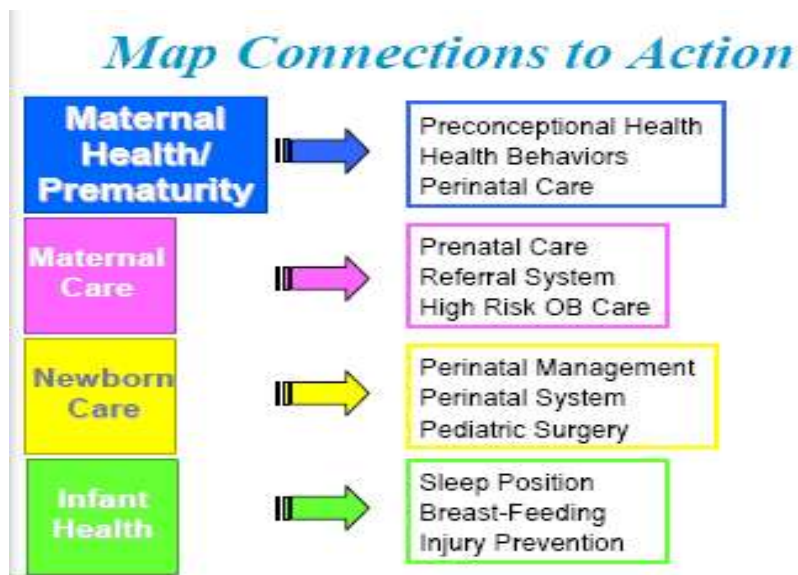 Map Connections to Action
Maternal
Health/
Prematurity
Preconceptional Health
Health Behaviors
Perinatal Care
Maternal
Care
Prenatal Care
Referral System
High Risk OB Care
Newborn
Care
Perinatal Management
Perinatal System
Pediatric Surgery
Infant
Health
Sleep Position
Breast-Feeding
Injury Prevention